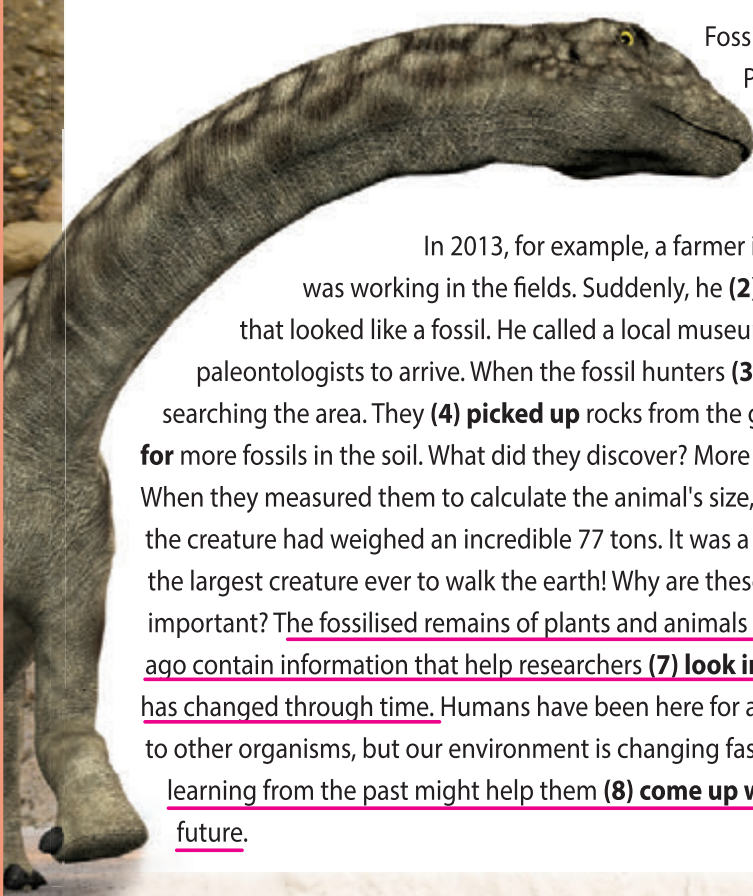 Foss
P
In 2013, for example, a farmer i
was working in the fields. Suddenly, he (2)
that looked like a fossil. He called a local museu
paleontologists to arrive. When the fossil hunters (3
searching the area. They (4) picked up rocks from the g
for more fossils in the soil. What did they discover? More
When they measured them to calculate the animal's size,
the creature had weighed an incredible 77 tons. It was a
the largest creature ever to walk the earth! Why are thes
important? The fossilised remains of plants and animals
ago contain information that help researchers (7) look i
has changed through time. Humans have been here for a
to other organisms, but our environment is changing fas
learning from the past might help them (8) come up w
future.